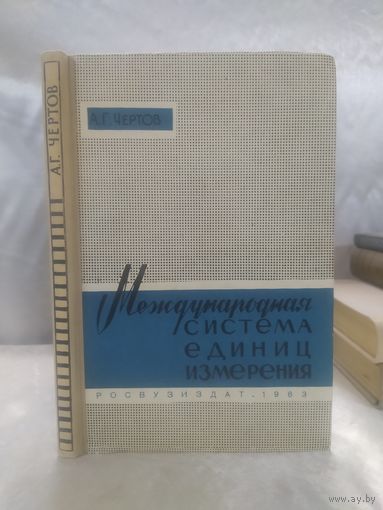 А.Г. ЧЕРТОВ
А.Г. ЧЕРТОВ
Международная
СИСТЕМА
ЕДИНИЦ
ИЗМЕРЕНИЯ
РОСВУЗИЗДАТ · 1963
www.ay.by